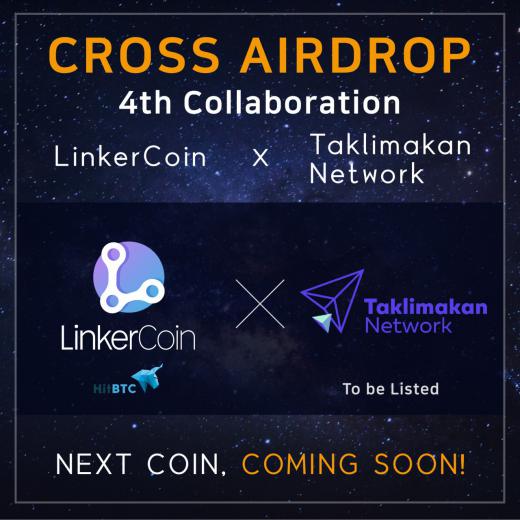 CROSS AIRDROP
4th Collaboration
LinkerCoin x Taklimakan
Network
LinkerCoin
Taklimakan
Network
HitBTC
To be Listed
NEXT COIN, COMING SOON!